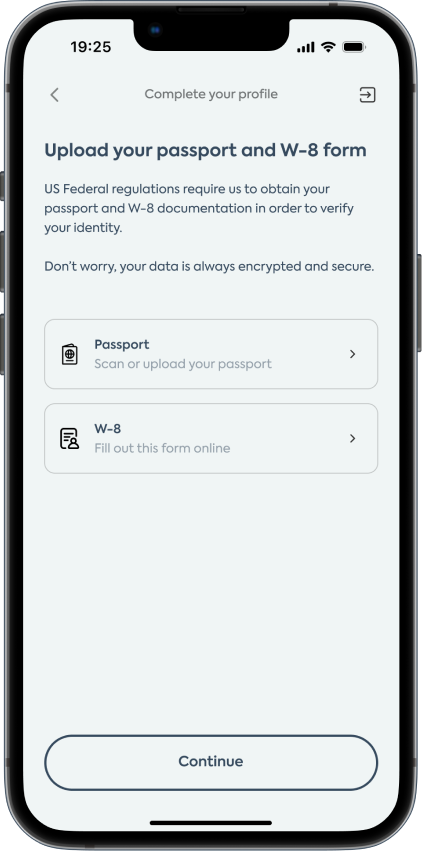 19:25
Complete your profile
Upload your passport and W-8 form
US Federal regulations require us to obtain your
passport and W-8 documentation in order to verify
your identity.
Don't worry, your data is always encrypted and secure.
Passport
Scan or upload your passport
W-8
Fill out this form online
Continue